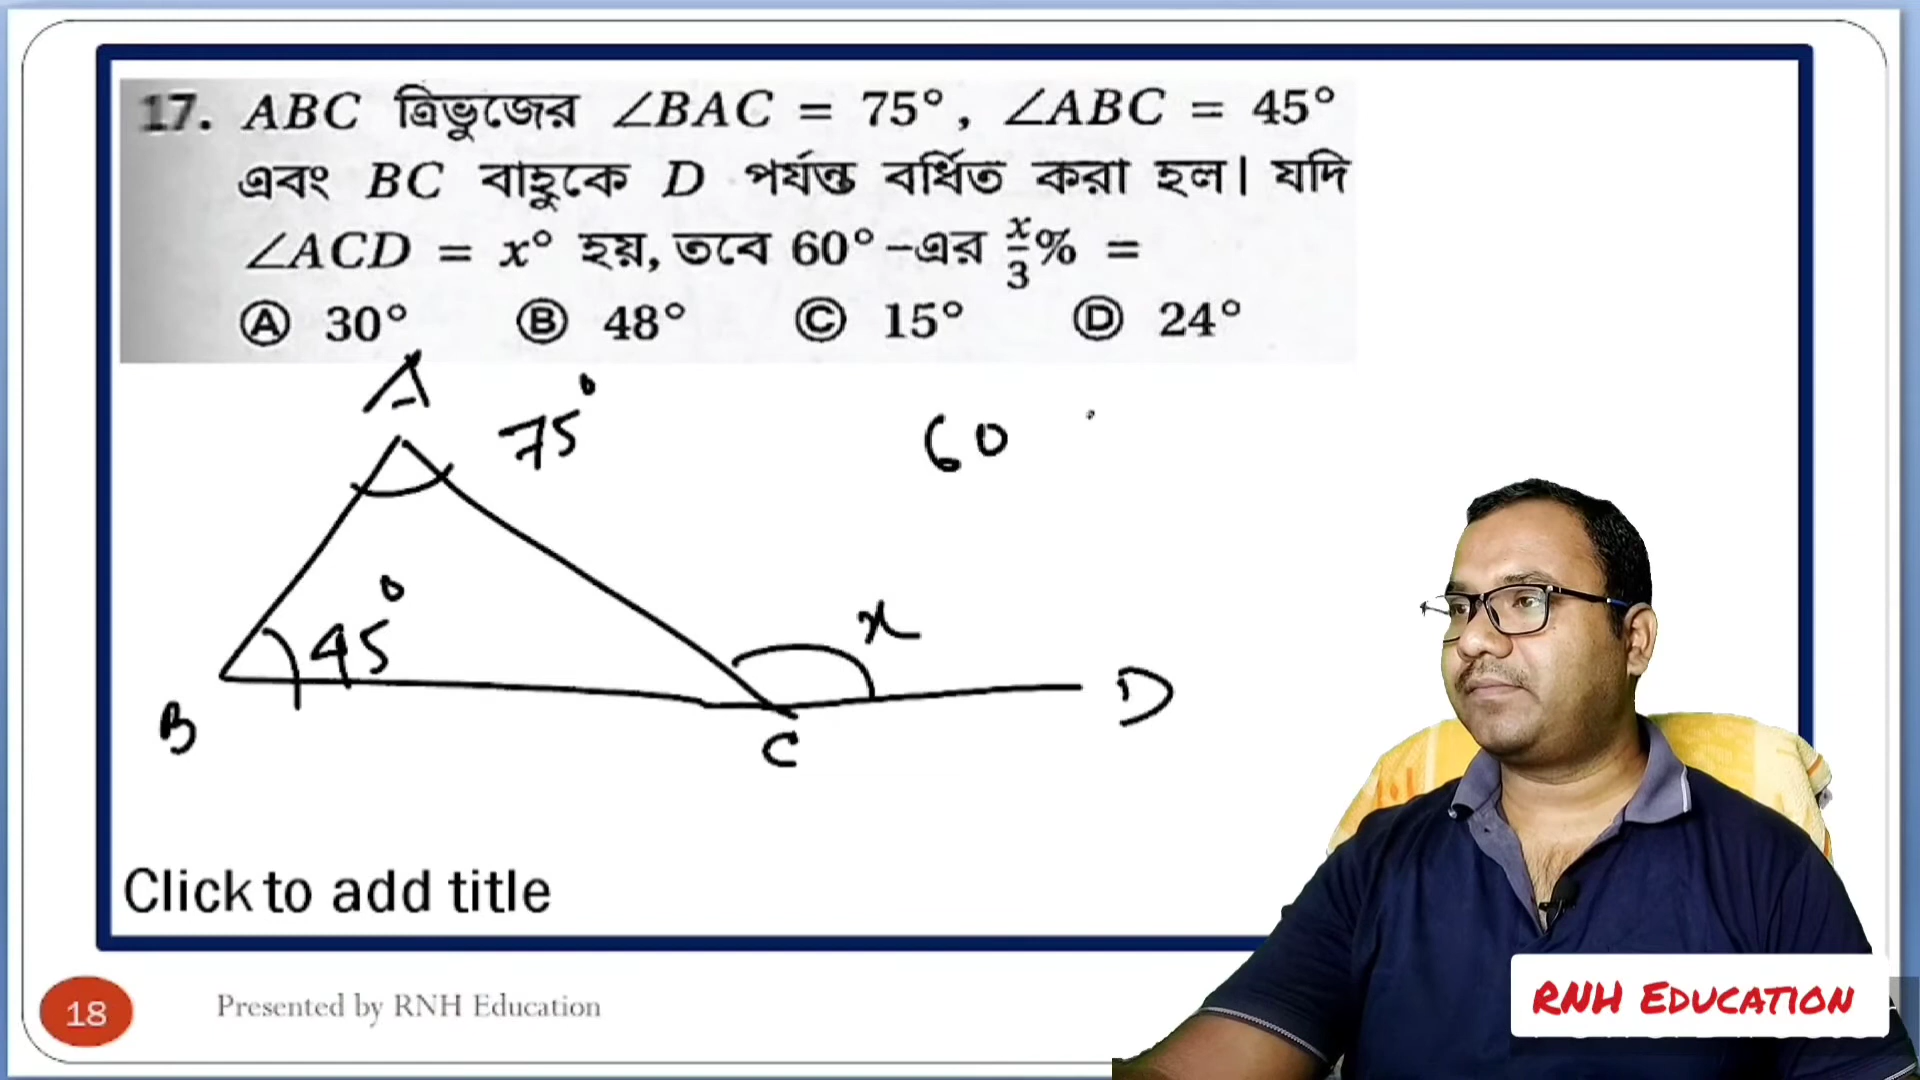 17. ABC ত্রিভুজের ∠BAC = 75°, ∠ABC = 45°
এবং BC বাহুকে D পর্যন্ত বর্ধিত করা হল। যদি
∠ACD = x° হয়, তবে 60°-এর x/3% =
Ⓐ 30° Ⓑ 48° Ⓒ 15° Ⓓ 24°
A
75°
60
45°
x
B
C
D
Click to add title
18
Presented by RNH Education
RNH EDUCATION